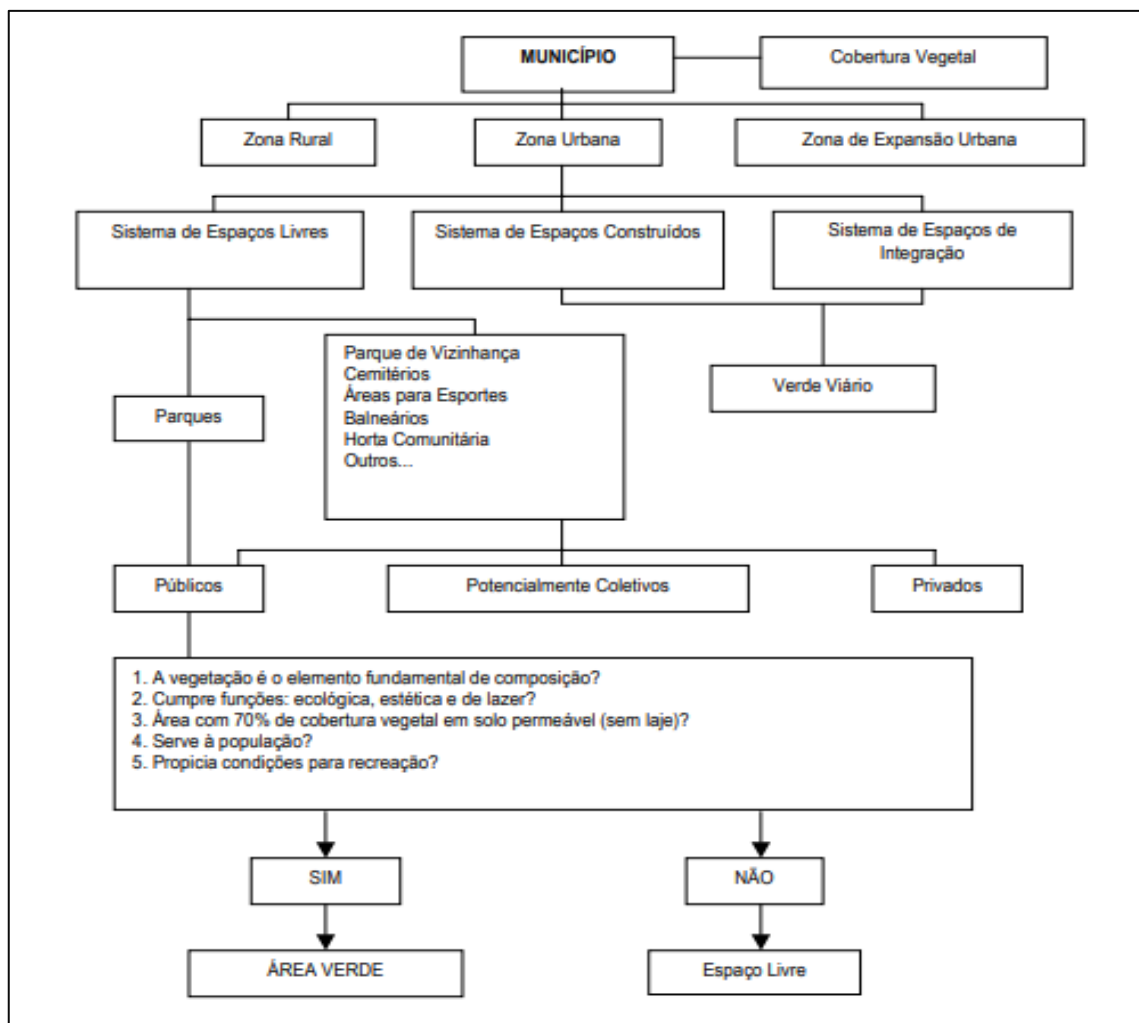 MUNICÍPIO
Cobertura Vegetal
Zona Rural
Zona Urbana
Zona de Expansão Urbana
Sistema de Espaços Livres
Sistema de Espaços Construídos
Sistema de Espaços de
Integração
Parque de Vizinhança
Cemitérios
Áreas para Esportes
Balneários
Horta Comunitária
Outros...
Verde Viário
Parques
Públicos
Potencialmente Coletivos
Privados
1. A vegetação é o elemento fundamental de composição?
2. Cumpre funções: ecológica, estética e de lazer?
3. Área com 70% de cobertura vegetal em solo permeável (sem laje)?
4. Serve à população?
5. Propicia condições para recreação?
SIM
NÃO
ÁREA VERDE
Espaço Livre